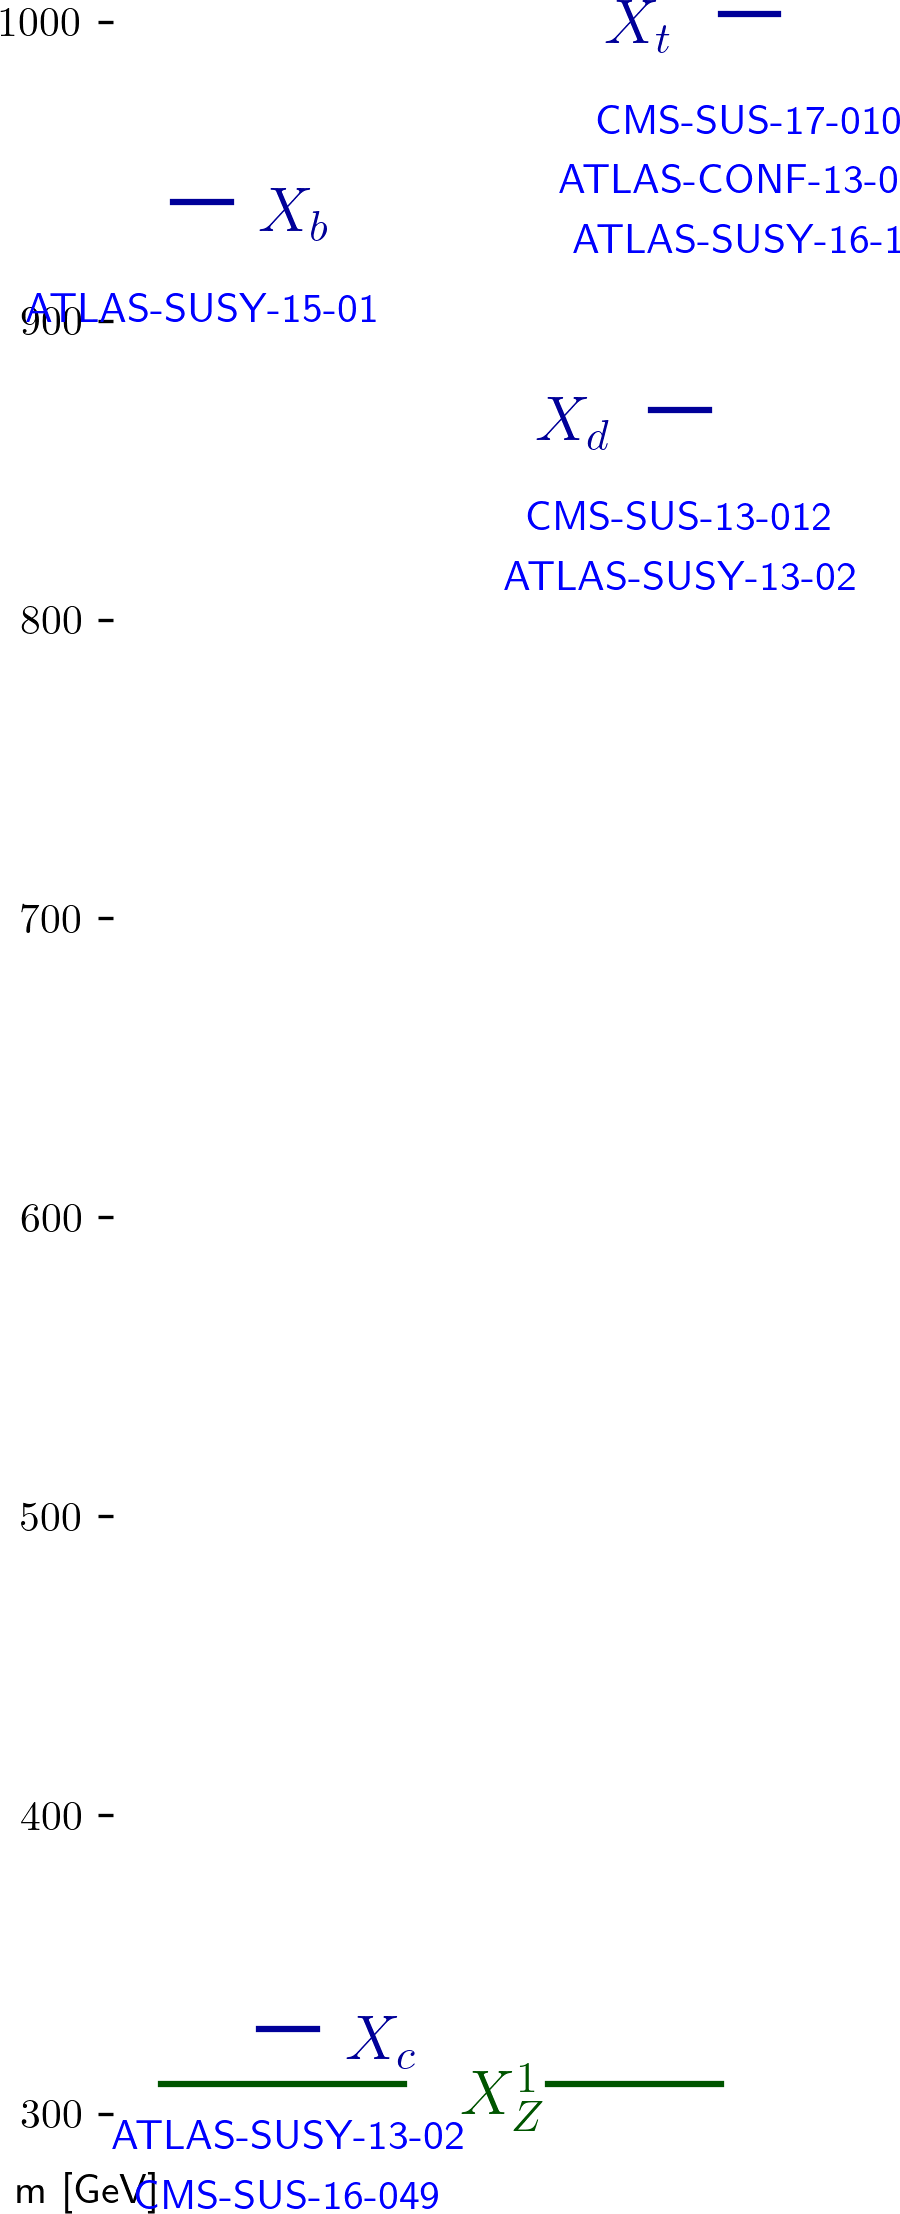 1000
X_t
CMS-SUS-17-010
ATLAS-CONF-13-0
X_b
ATLAS-SUSY-16-1
ATLAS-SUSY-15-01
900
X_d
CMS-SUS-13-012
ATLAS-SUSY-13-02
800
700
600
500
400
X_c
X_Z^1
300
ATLAS-SUSY-13-02
m [GeV]
CMS-SUS-16-049